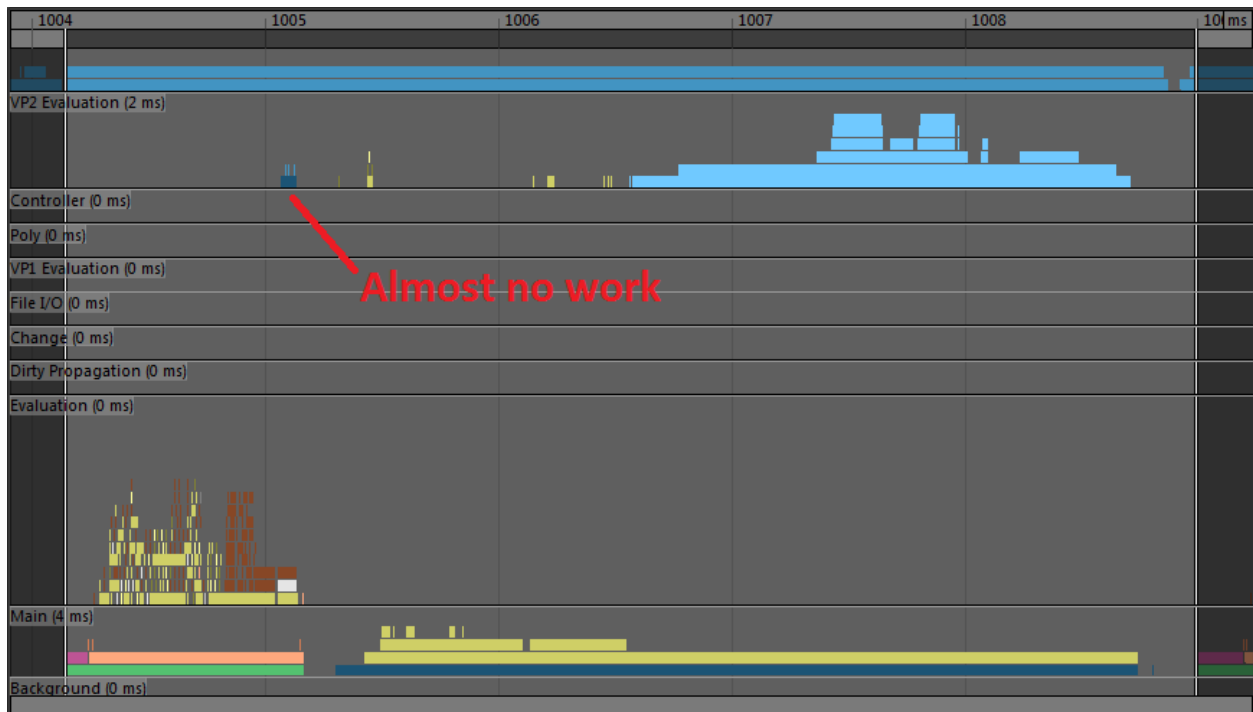 1004 1005 1006 1007 1008 ms
VP2 Evaluation (2 ms)
Controller (0 ms)
Poly (0 ms)
VP1 Evaluation (0 ms)
Almost no work
File I/O (0 ms)
Change (0 ms)
Dirty Propagation (0 ms)
Evaluation (0 ms)
Main (4 ms)
Background (0 ms)